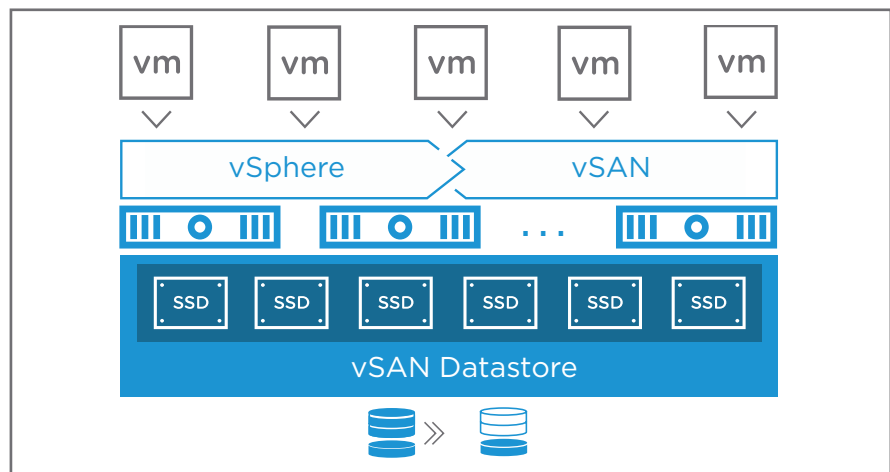 vm vm vm vm vm
vSphere vSAN
...
SSD SSD SSD SSD SSD SSD
vSAN Datastore